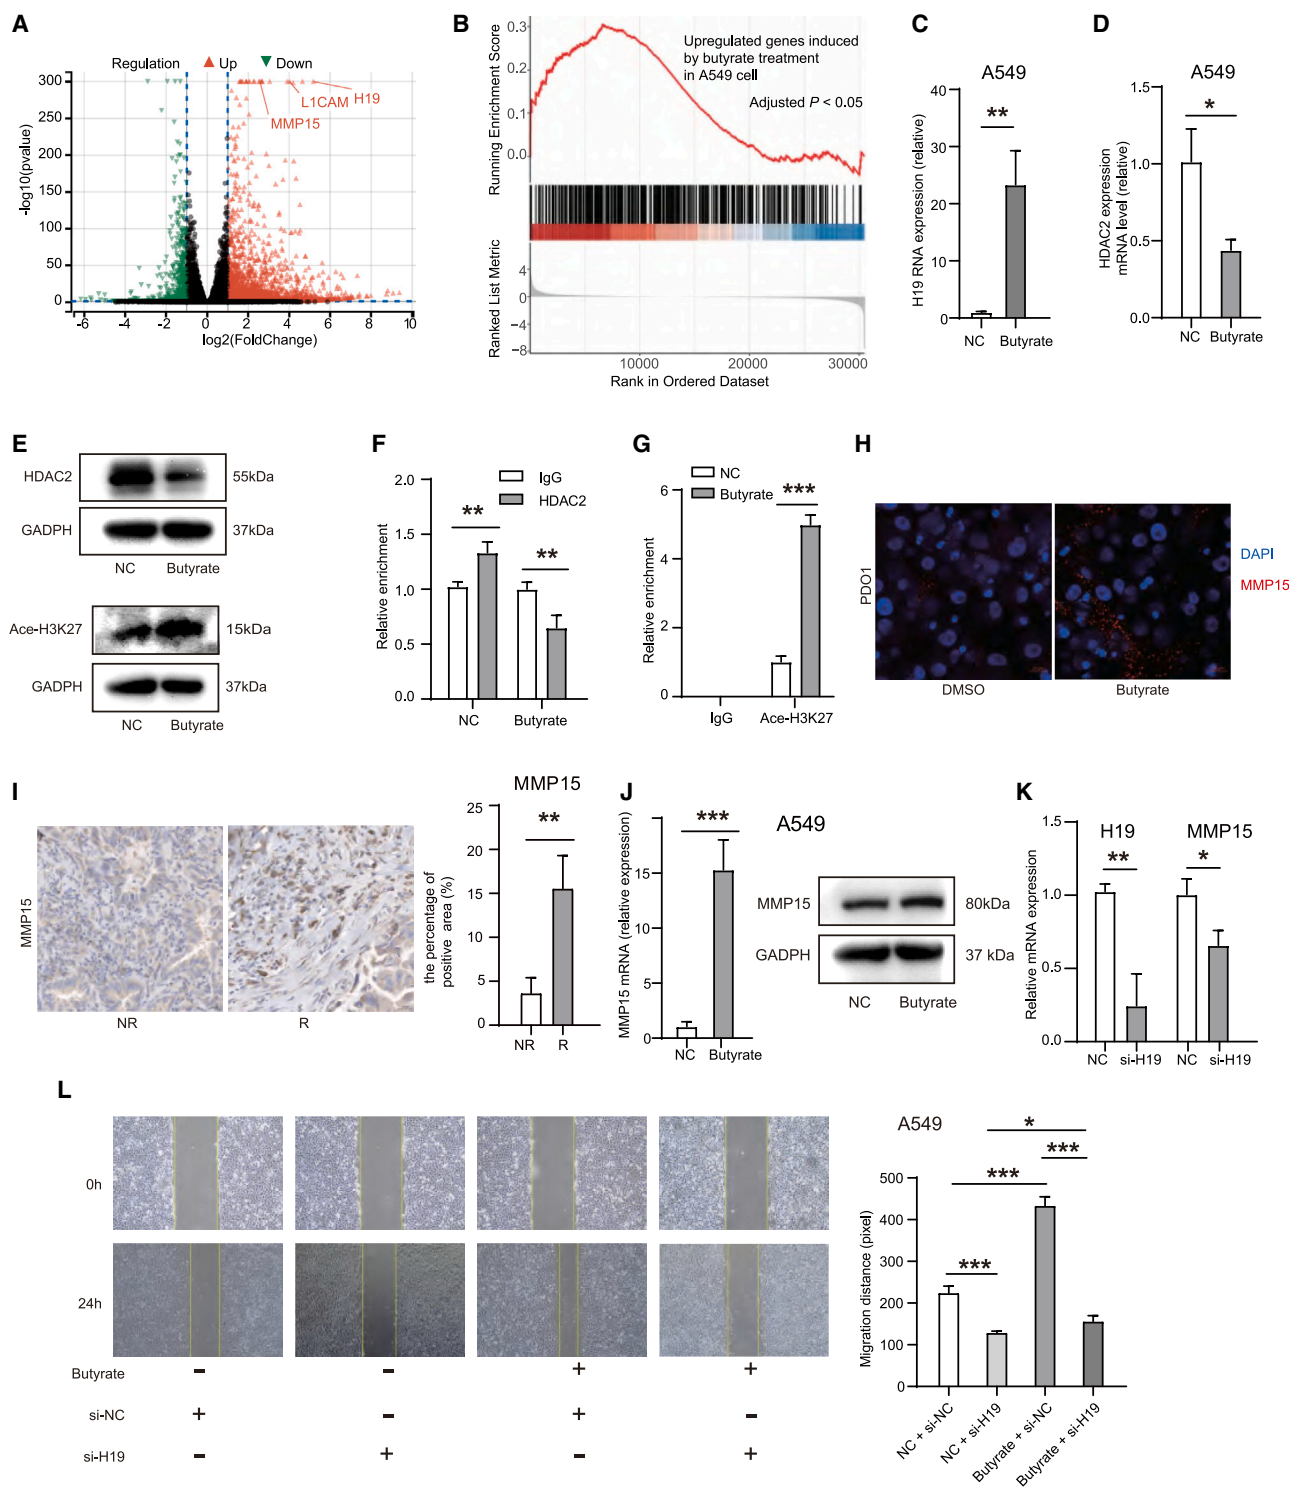 A
Regulation ▲ Up ▼ Down
300
250
200
150
100
50
0
-log10(pvalue)
H19
L1CAM
MMP15
-6 -4 -2 0 2 4 6 8 10
log2(FoldChange)
B
Running Enrichment Score
0.3
0.2
0.1
0.0
Upregulated genes induced
by butyrate treatment
in A549 cell
Adjusted P < 0.05
Ranked List Metric
4
0
−4
−8
10000 20000 30000
Rank in Ordered Dataset
C
A549
H19 RNA expression (relative)
40
30
20
10
0
**
NC Butyrate
D
A549
HDAC2 expression
mRNA level (relative)
1.5
1.0
0.5
0.0
*
NC Butyrate
E
HDAC2 55kDa
GADPH 37kDa
NC Butyrate
Ace-H3K27 15kDa
GADPH 37kDa
NC Butyrate
F
IgG
HDAC2
Relative enrichment
2.0
1.5
1.0
0.5
0.0
** **
NC Butyrate
G
NC
Butyrate
Relative enrichment
6
4
2
0
***
IgG Ace-H3K27
H
PDO1
DMSO Butyrate
DAPI
MMP15
I
MMP15
NR R
MMP15
the percentage of
positive area (%)
25
20
15
10
5
0
**
NR R
J
MMP15 mRNA (relative expression)
15
10
5
0
***
NC Butyrate
A549
MMP15 80kDa
GADPH 37 kDa
NC Butyrate
K
Relative mRNA expression
1.5
1.0
0.5
0.0
H19 MMP15
** *
NC si-H19 NC si-H19
L
0h
24h
Butyrate - - + +
si-NC + - + -
si-H19 - + - +
A549
Migration distance (pixel)
500
400
300
200
100
0
*
***
***
***
NC + si-NC
NC + si-H19
Butyrate + si-NC
Butyrate + si-H19